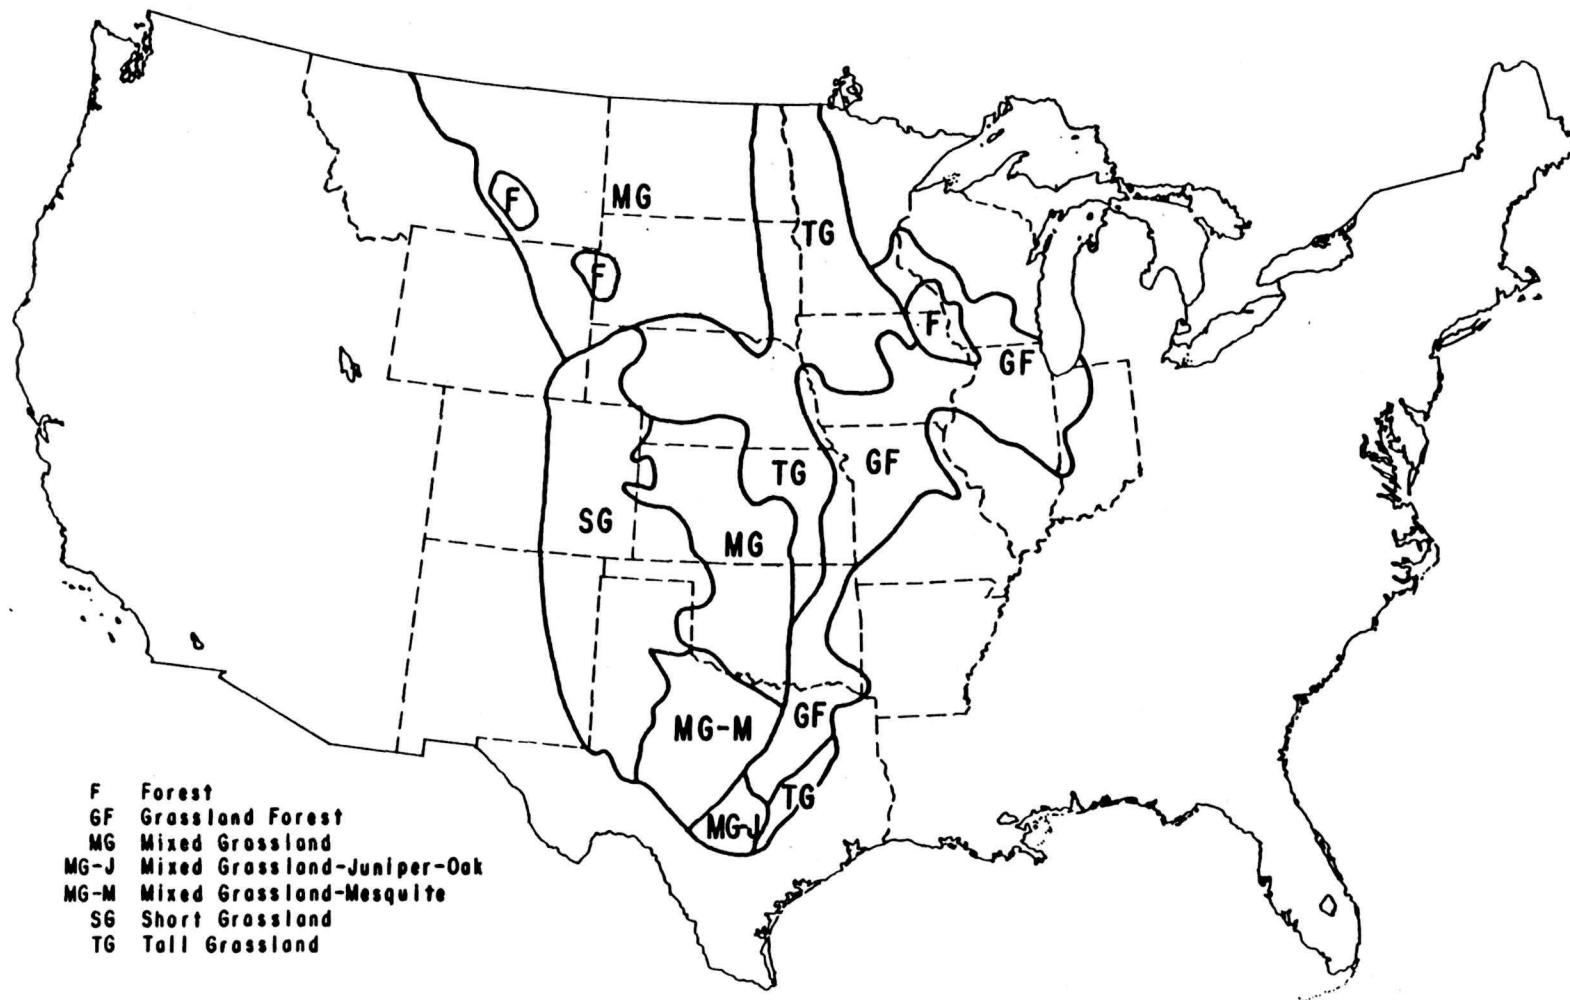 F
MG
TG
F
F
GF
TG
GF
SG
MG
MG-M
GF
TG
MG-J
F Forest
GF Grassland Forest
MG Mixed Grassland
MG-J Mixed Grassland-Juniper-Oak
MG-M Mixed Grassland-Mesquite
SG Short Grassland
TG Tall Grassland